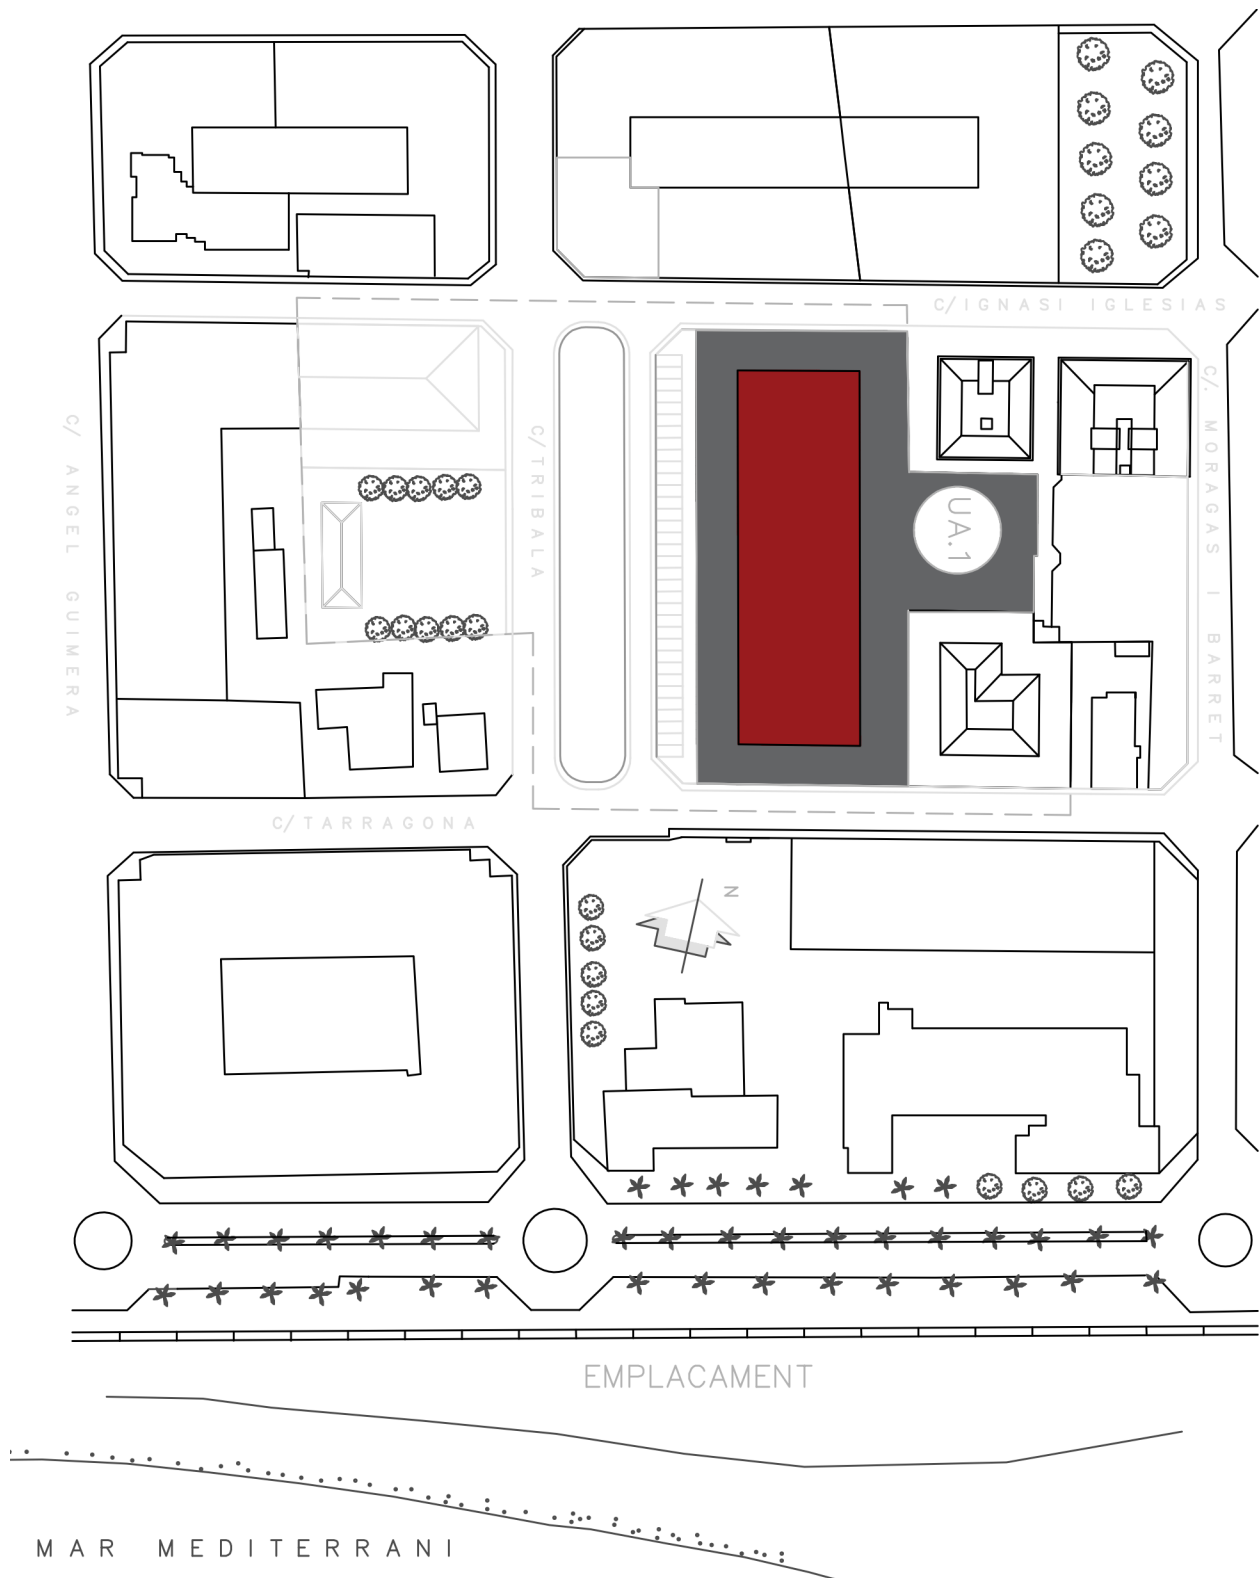 C/IGNASI IGLESIAS
C/ ANGEL GUIMERA
C/TRIBALA
UA.1
C/. MORAGAS I BARRET
C/TARRAGONA
N
EMPLACAMENT
MAR MEDITERRANI